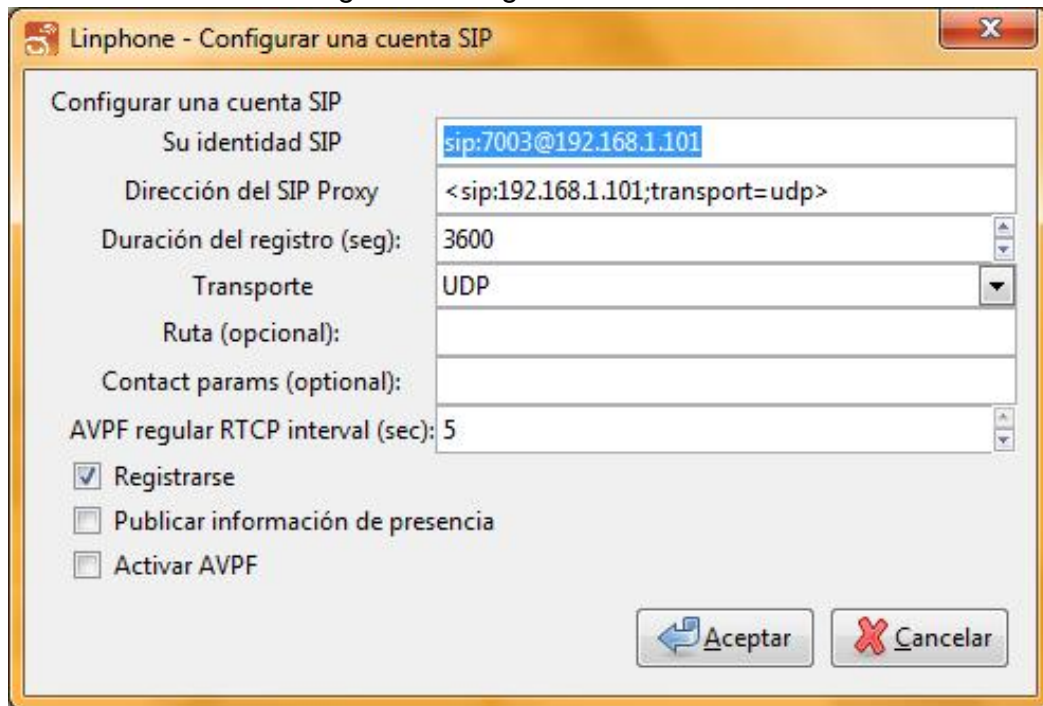 Linphone - Configurar una cuenta SIP
Configurar una cuenta SIP
Su identidad SIP sip:7003@192.168.1.101
Dirección del SIP Proxy <sip:192.168.1.101;transport=udp>
Duración del registro (seg): 3600
Transporte UDP
Ruta (opcional):
Contact params (optional):
AVPF regular RTCP interval (sec): 5
Registrarse
Publicar información de presencia
Activar AVPF
Aceptar Cancelar